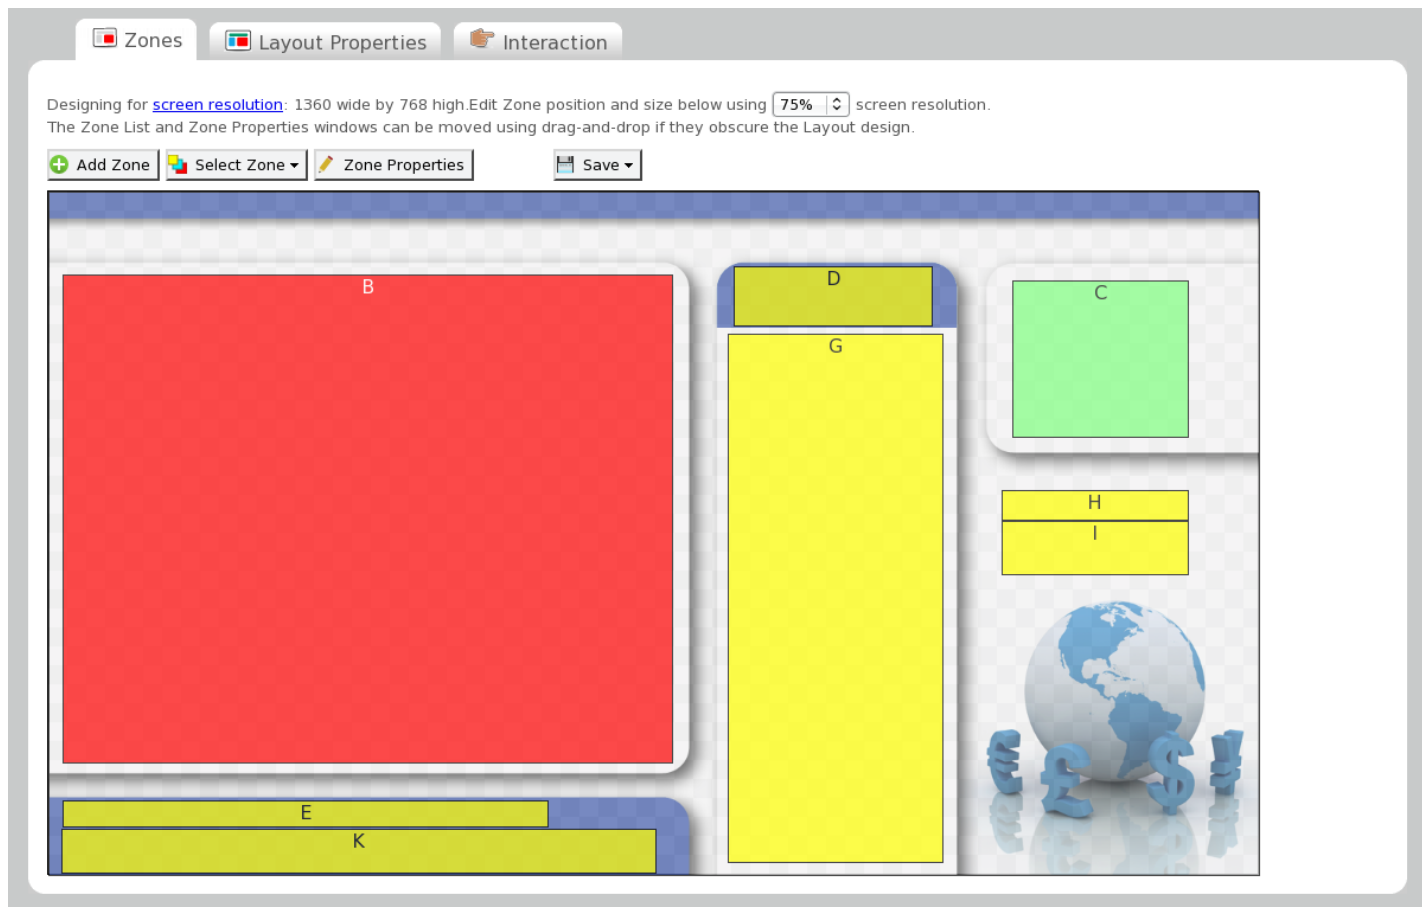 Zones Layout Properties Interaction
Designing for screen resolution: 1360 wide by 768 high.Edit Zone position and size below using 75% screen resolution.
The Zone List and Zone Properties windows can be moved using drag-and-drop if they obscure the Layout design.
Add Zone Select Zone Zone Properties Save
B
D
C
G
H
I
E
K
€ £ $ ¥